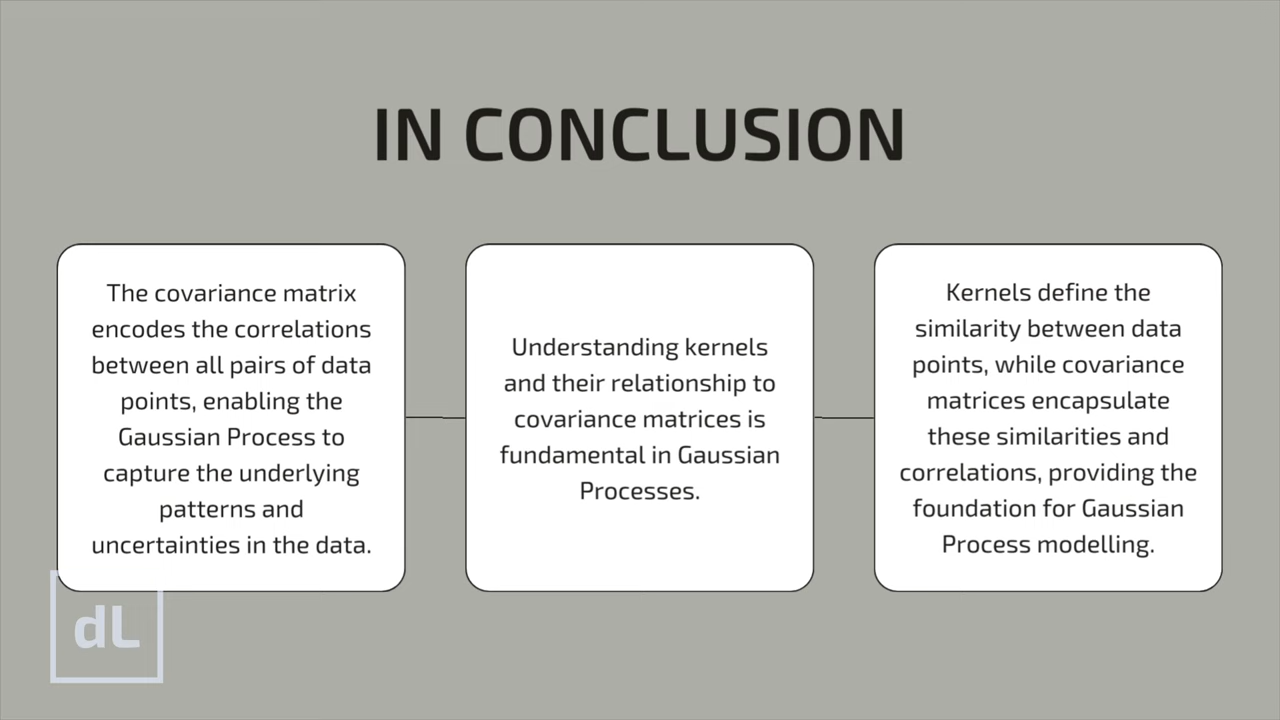 IN CONCLUSION
The covariance matrix
encodes the correlations
between all pairs of data
points, enabling the
Gaussian Process to
capture the underlying
patterns and
uncertainties in the data.
Understanding kernels
and their relationship to
covariance matrices is
fundamental in Gaussian
Processes.
Kernels define the
similarity between data
points, while covariance
matrices encapsulate
these similarities and
correlations, providing the
foundation for Gaussian
Process modelling.
dL